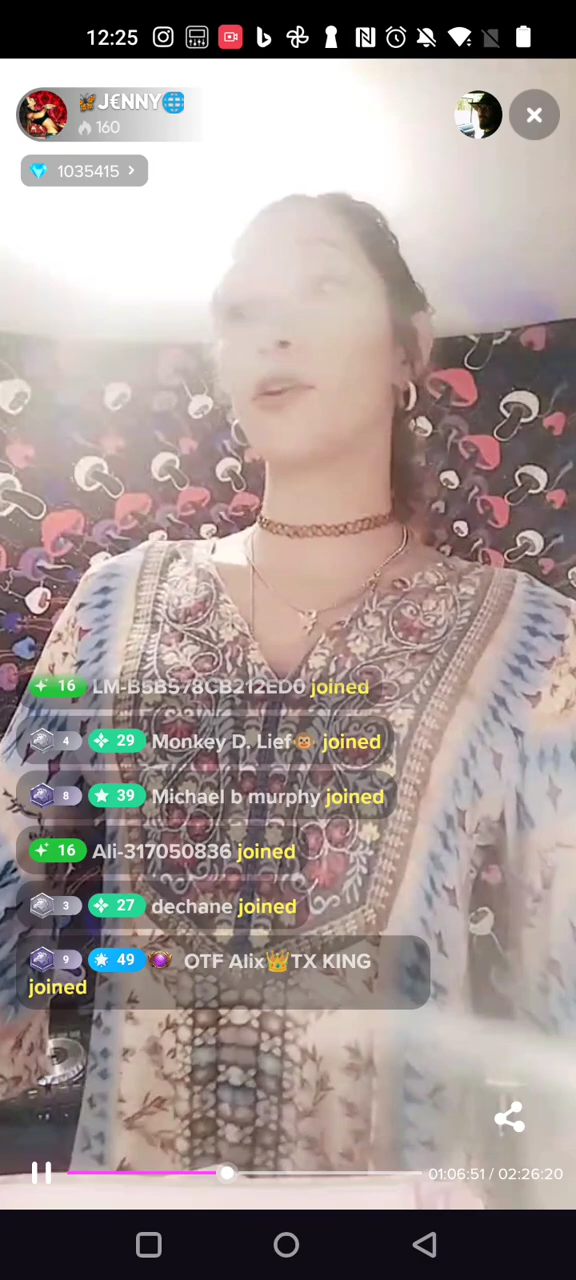 12:25
🦋J€NNY🌐
160
1035415 >
16 LM-B5B578CB212ED0 joined
4 29 Monkey D. Lief🐵 joined
8 39 Michael b murphy joined
16 Ali-317050836 joined
3 27 dechane joined
9 49 OTF Alix👑TX KING
joined
01:06:51 / 02:26:20